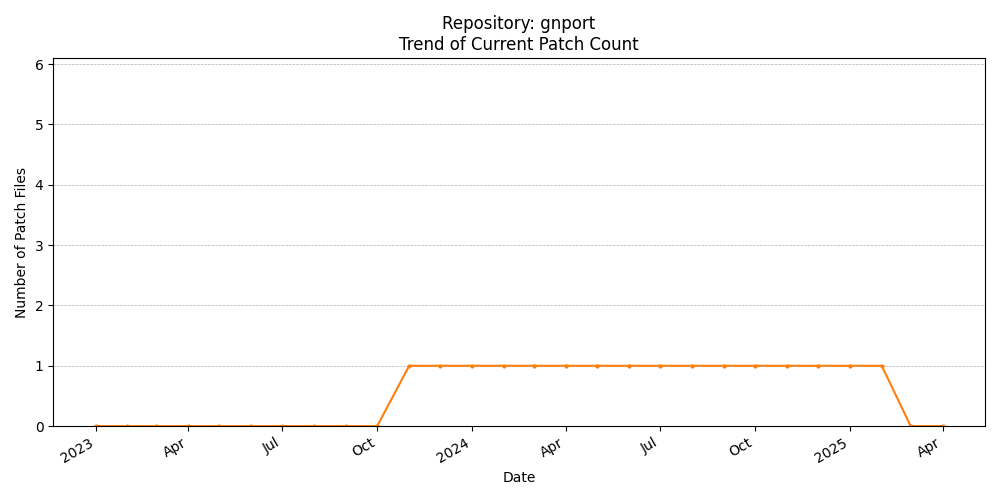 Repository: gnport
Trend of Current Patch Count
6
5
4
3
2
1
0
Number of Patch Files
2023
Apr
Jul
Oct
2024
Apr
Jul
Oct
2025
Apr
Date